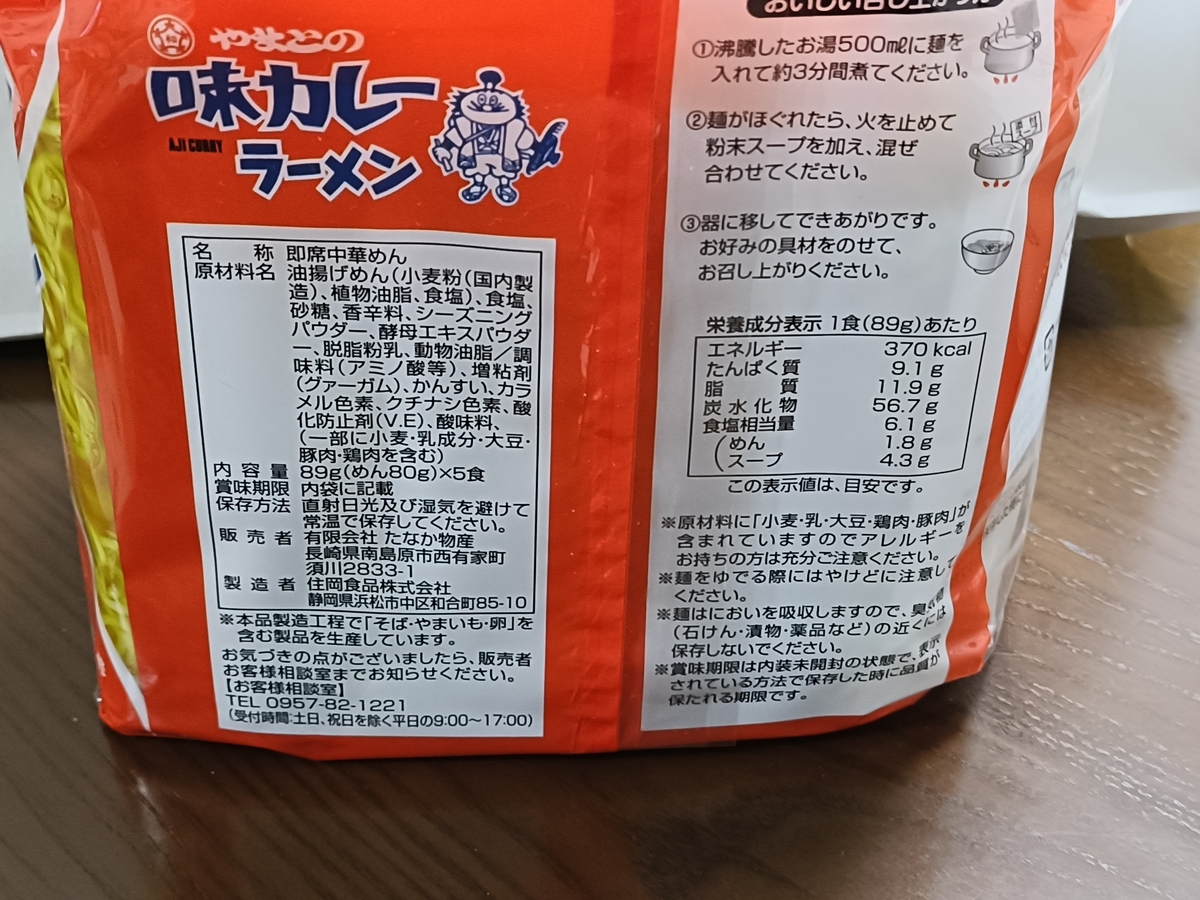 やまとの
味カレー
AJI CURRY
ラーメン
名称 即席中華めん
原材料名 油揚げめん(小麦粉(国内製
造)、植物油脂、食塩)、食塩、
砂糖、香辛料、シーズニング
パウダー、酵母エキスパウダ
ー、脱脂粉乳、動物油脂/調
味料(アミノ酸等)、増粘剤
(グァーガム)、かんすい、カラ
メル色素、クチナシ色素、酸
化防止剤(V.E)、酸味料、
(一部に小麦・乳成分・大豆・
豚肉・鶏肉を含む)
内容量 89g(めん80g)×5食
賞味期限 内袋に記載
保存方法 直射日光及び湿気を避けて
常温で保存してください。
販売者 有限会社 たなか物産
長崎県南島原市西有家町
須川2833-1
製造者 住岡食品株式会社
静岡県浜松市中区和合町85-10
※本品製造工程で「そば・やまいも・卵」を
含む製品を生産しています。
お気づきの点がございましたら、販売者
お客様相談室までお知らせください。
【お客様相談室】
TEL 0957-82-1221
(受付時間:土日、祝日を除く平日の9:00~17:00)
おいしい召し上がり方
①沸騰したお湯500mlに麺を
入れて約3分間煮てください。
②麺がほぐれたら、火を止めて
粉末スープを加え、混ぜ
合わせてください。
③器に移してできあがりです。
お好みの具材をのせて、
お召し上がりください。
栄養成分表示 1食(89g)あたり
エネルギー 370 kcal
たんぱく質 9.1 g
脂質 11.9 g
炭水化物 56.7 g
食塩相当量 6.1 g
(めん 1.8 g
スープ 4.3 g
この表示値は、目安です。
※原材料に「小麦・乳・大豆・鶏肉・豚肉」が
含まれていますのでアレルギーを
お持ちの方は充分ご注意ください。
※麺をゆでる際にはやけどに注意して
ください。
※麺はにおいを吸収しますので、臭気物
(石けん・漬物・薬品など)の近くには
保存しないでください。
※賞味期限は内装未開封の状態で、表示
されている方法で保存した時に品質が
保たれる期限です。